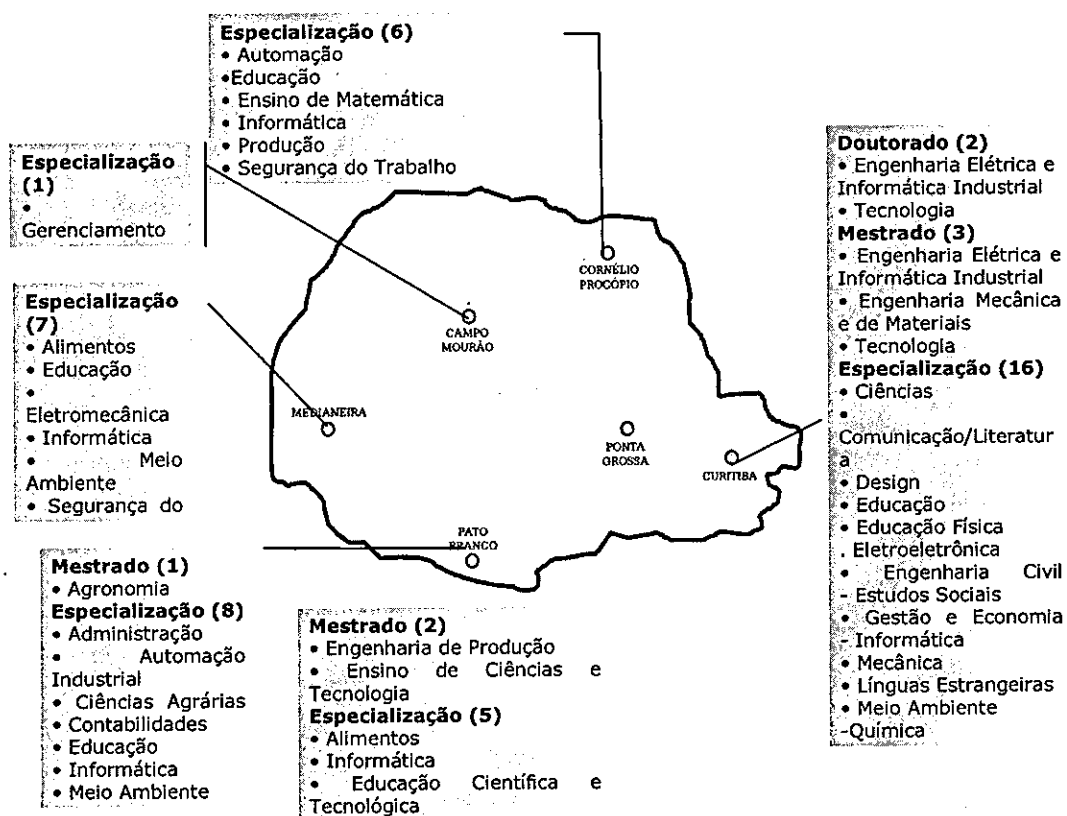 Especialização (6)
• Automação
•Educação
• Ensino de Matemática
• Informática
• Produção
• Segurança do Trabalho
Especialização
(1)
•
Gerenciamento
Especialização
(7)
• Alimentos
• Educação
•
Eletromecânica
• Informática
• Meio
Ambiente
• Segurança do
Mestrado (1)
• Agronomia
Especialização (8)
• Administração
• Automação
Industrial
• Ciências Agrárias
• Contabilidades
• Educação
• Informática
• Meio Ambiente
Mestrado (2)
• Engenharia de Produção
• Ensino de Ciências e
Tecnologia
Especialização (5)
• Alimentos
• Informática
• Educação Científica e
Tecnológica
Doutorado (2)
• Engenharia Elétrica e
Informática Industrial
• Tecnologia
Mestrado (3)
• Engenharia Elétrica e
Informática Industrial
• Engenharia Mecânica
e de Materiais
• Tecnologia
Especialização (16)
• Ciências
•
Comunicação/Literatur
a
• Design
• Educação
• Educação Física
. Eletroeletrônica
• Engenharia Civil
- Estudos Sociais
• Gestão e Economia
- Informática
• Mecânica
• Línguas Estrangeiras
• Meio Ambiente
-Química
CORNÉLIO
PROCÓPIO
CAMPO
MOURÃO
MEDIANEIRA
PONTA
GROSSA
CURITIBA
PATO
BRANCO